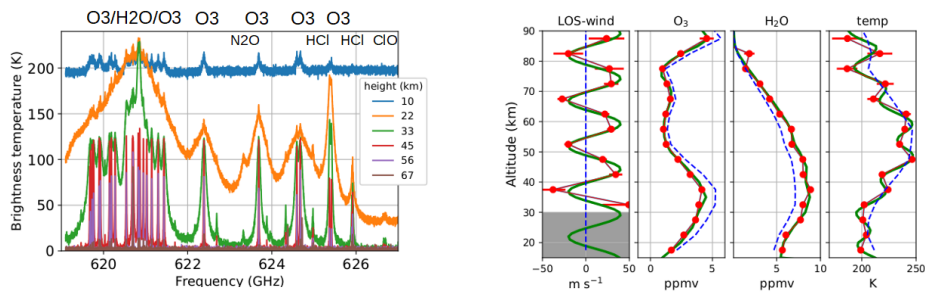 O3/H2O/O3 O3 O3 O3 O3
N2O HCl HCl ClO
Brightness temperature (K)
200
150
100
50
0
620 622 624 626
Frequency (GHz)
height (km)
10
22
33
45
56
67
LOS-wind O₃ H₂O temp
Altitude (km)
90
80
70
60
50
40
30
20
−50 0 50 0 5 0 5 10 200 250
m s⁻¹ ppmv ppmv K